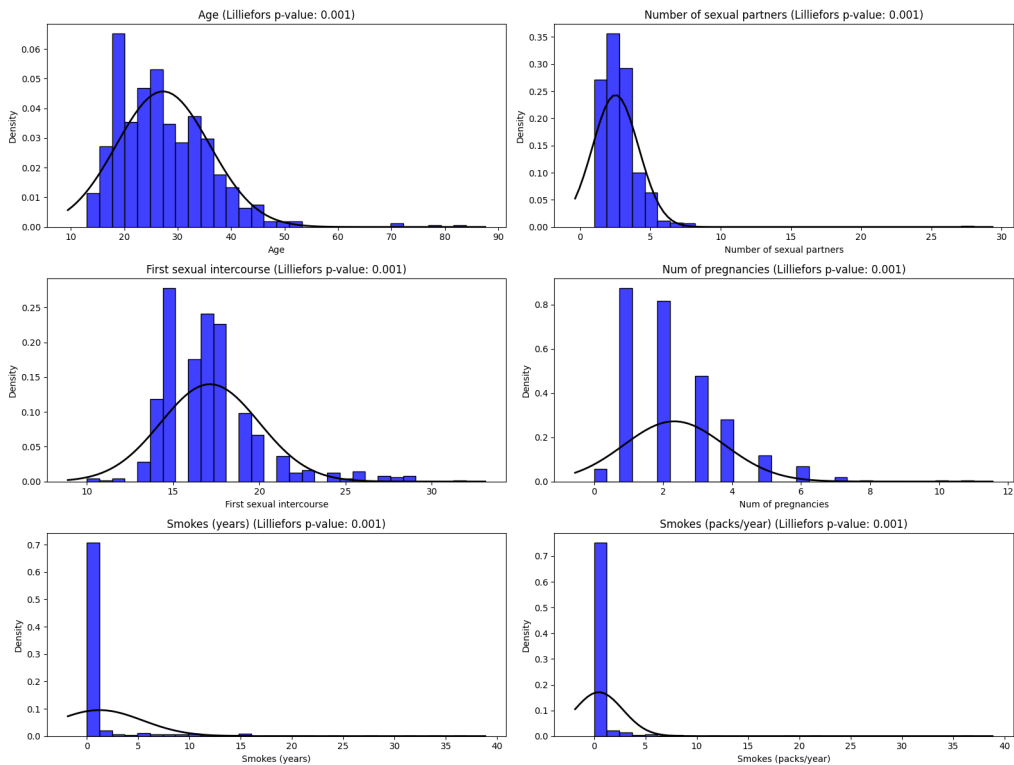 Age (Lilliefors p-value: 0.001)
Density
0.06
0.05
0.04
0.03
0.02
0.01
0.00
10 20 30 40 50 60 70 80 90
Age
Number of sexual partners (Lilliefors p-value: 0.001)
Density
0.35
0.30
0.25
0.20
0.15
0.10
0.05
0.00
0 5 10 15 20 25 30
Number of sexual partners
First sexual intercourse (Lilliefors p-value: 0.001)
Density
0.25
0.20
0.15
0.10
0.05
0.00
10 15 20 25 30
First sexual intercourse
Num of pregnancies (Lilliefors p-value: 0.001)
Density
0.8
0.6
0.4
0.2
0.0
0 2 4 6 8 10 12
Num of pregnancies
Smokes (years) (Lilliefors p-value: 0.001)
Density
0.7
0.6
0.5
0.4
0.3
0.2
0.1
0.0
0 5 10 15 20 25 30 35 40
Smokes (years)
Smokes (packs/year) (Lilliefors p-value: 0.001)
Density
0.7
0.6
0.5
0.4
0.3
0.2
0.1
0.0
0 5 10 15 20 25 30 35 40
Smokes (packs/year)